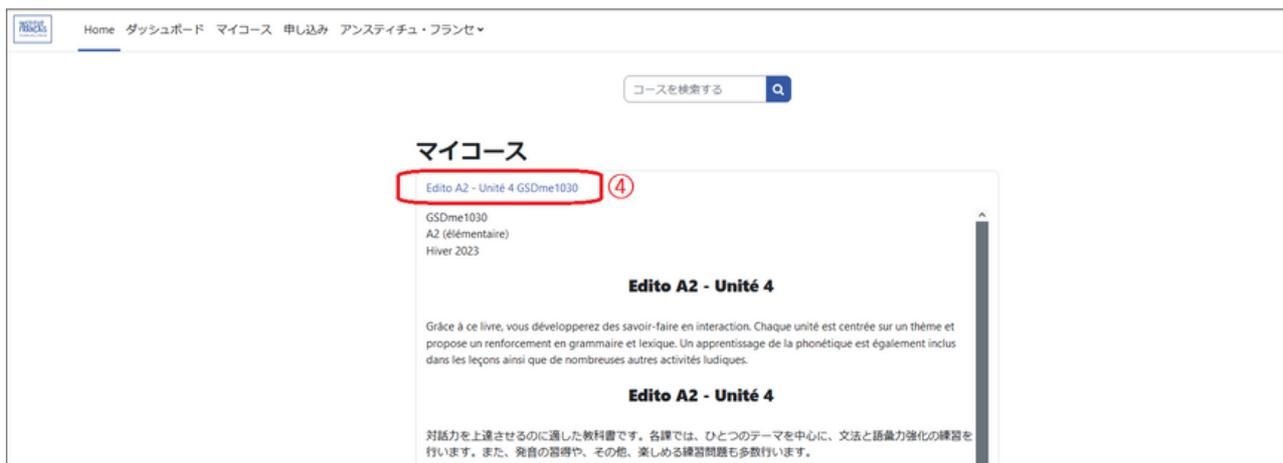 INSTITUT
FRANÇAIS
Home ダッシュボード マイコース 申し込み アンスティチュ・フランセ
コースを検索する
マイコース
Edito A2 - Unité 4 GSDme1030
④
GSDme1030
A2 (élémentaire)
Hiver 2023
Edito A2 - Unité 4
Grâce à ce livre, vous développerez des savoir-faire en interaction. Chaque unité est centrée sur un thème et
propose un renforcement en grammaire et lexique. Un apprentissage de la phonétique est également inclus
dans les leçons ainsi que de nombreuses autres activités ludiques.
Edito A2 - Unité 4
対話力を上達させるのに適した教科書です。各課では、ひとつのテーマを中心に、文法と語彙力強化の練習を
行います。また、発音の習得や、その他、楽しめる練習問題も多数行います。